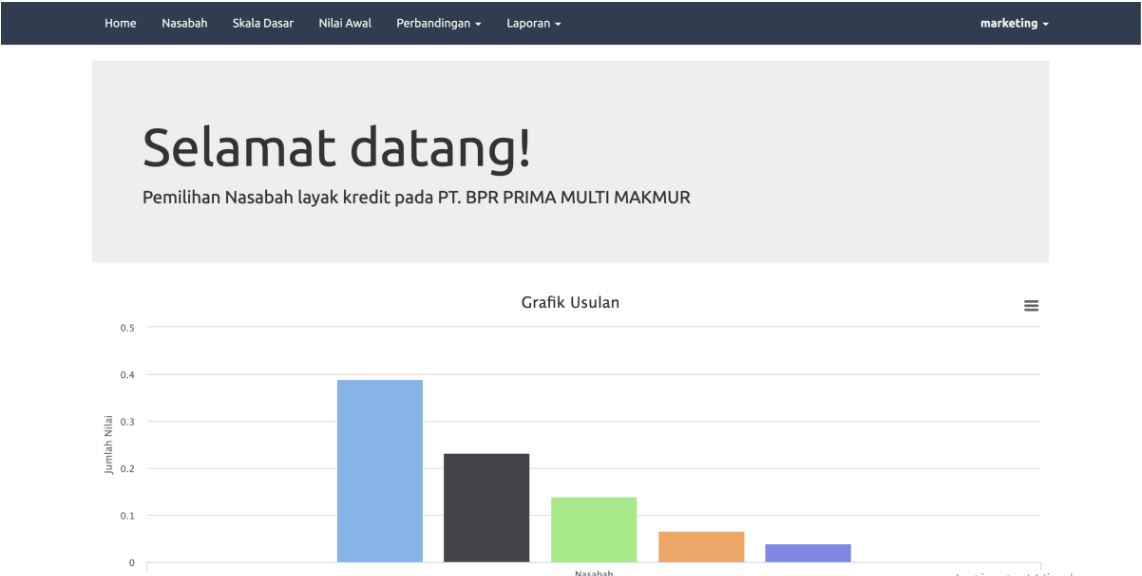 Home Nasabah Skala Dasar Nilai Awal Perbandingan Laporan marketing
Selamat datang!
Pemilihan Nasabah layak kredit pada PT. BPR PRIMA MULTI MAKMUR
Grafik Usulan
0.5
0.4
0.3
0.2
0.1
0
Jumlah Nilai
Nasabah